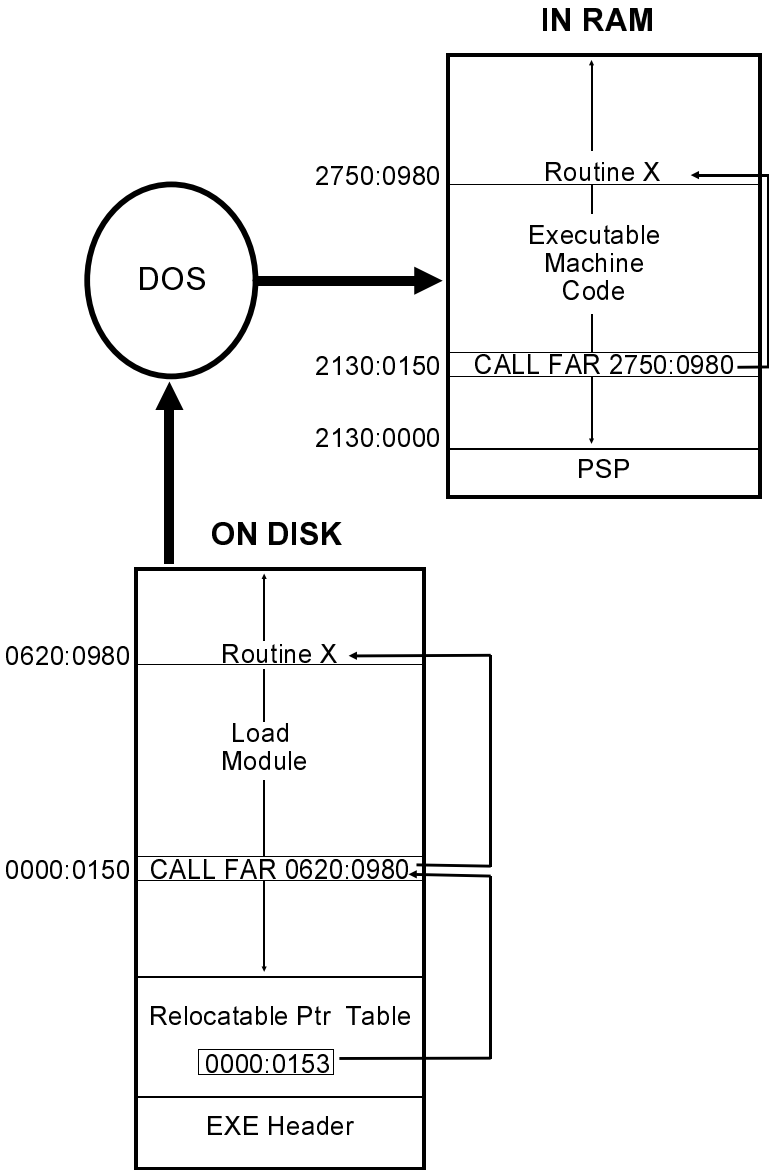 IN RAM
2750:0980
Routine X
Executable
Machine
Code
DOS
2130:0150
CALL FAR 2750:0980
2130:0000
PSP
ON DISK
0620:0980
Routine X
Load
Module
0000:0150
CALL FAR 0620:0980
Relocatable Ptr Table
0000:0153
EXE Header